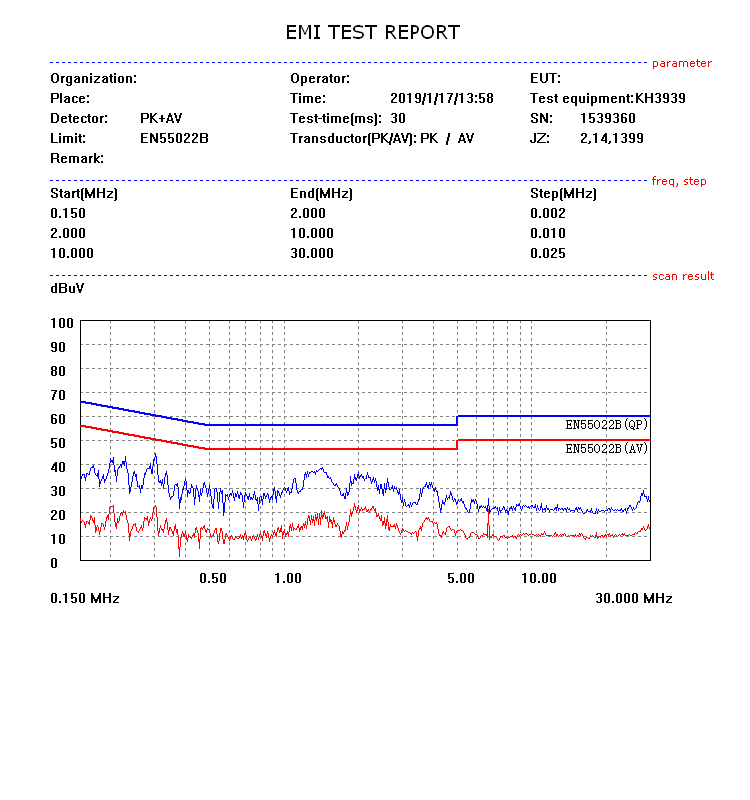 EMI TEST REPORT
parameter
Organization: Operator: EUT:
Place: Time: 2019/1/17/13:58 Test equipment:KH3939
Detector: PK+AV Test-time(ms): 30 SN: 1539360
Limit: EN55022B Transductor(PK/AV): PK / AV JZ: 2,14,1399
Remark:
freq, step
Start(MHz) End(MHz) Step(MHz)
0.150 2.000 0.002
2.000 10.000 0.010
10.000 30.000 0.025
scan result
dBuV
100
90
80
70
60
EN55022B(QP)
50
EN55022B(AV)
40
30
20
10
0
0.50 1.00 5.00 10.00
0.150 MHz 30.000 MHz